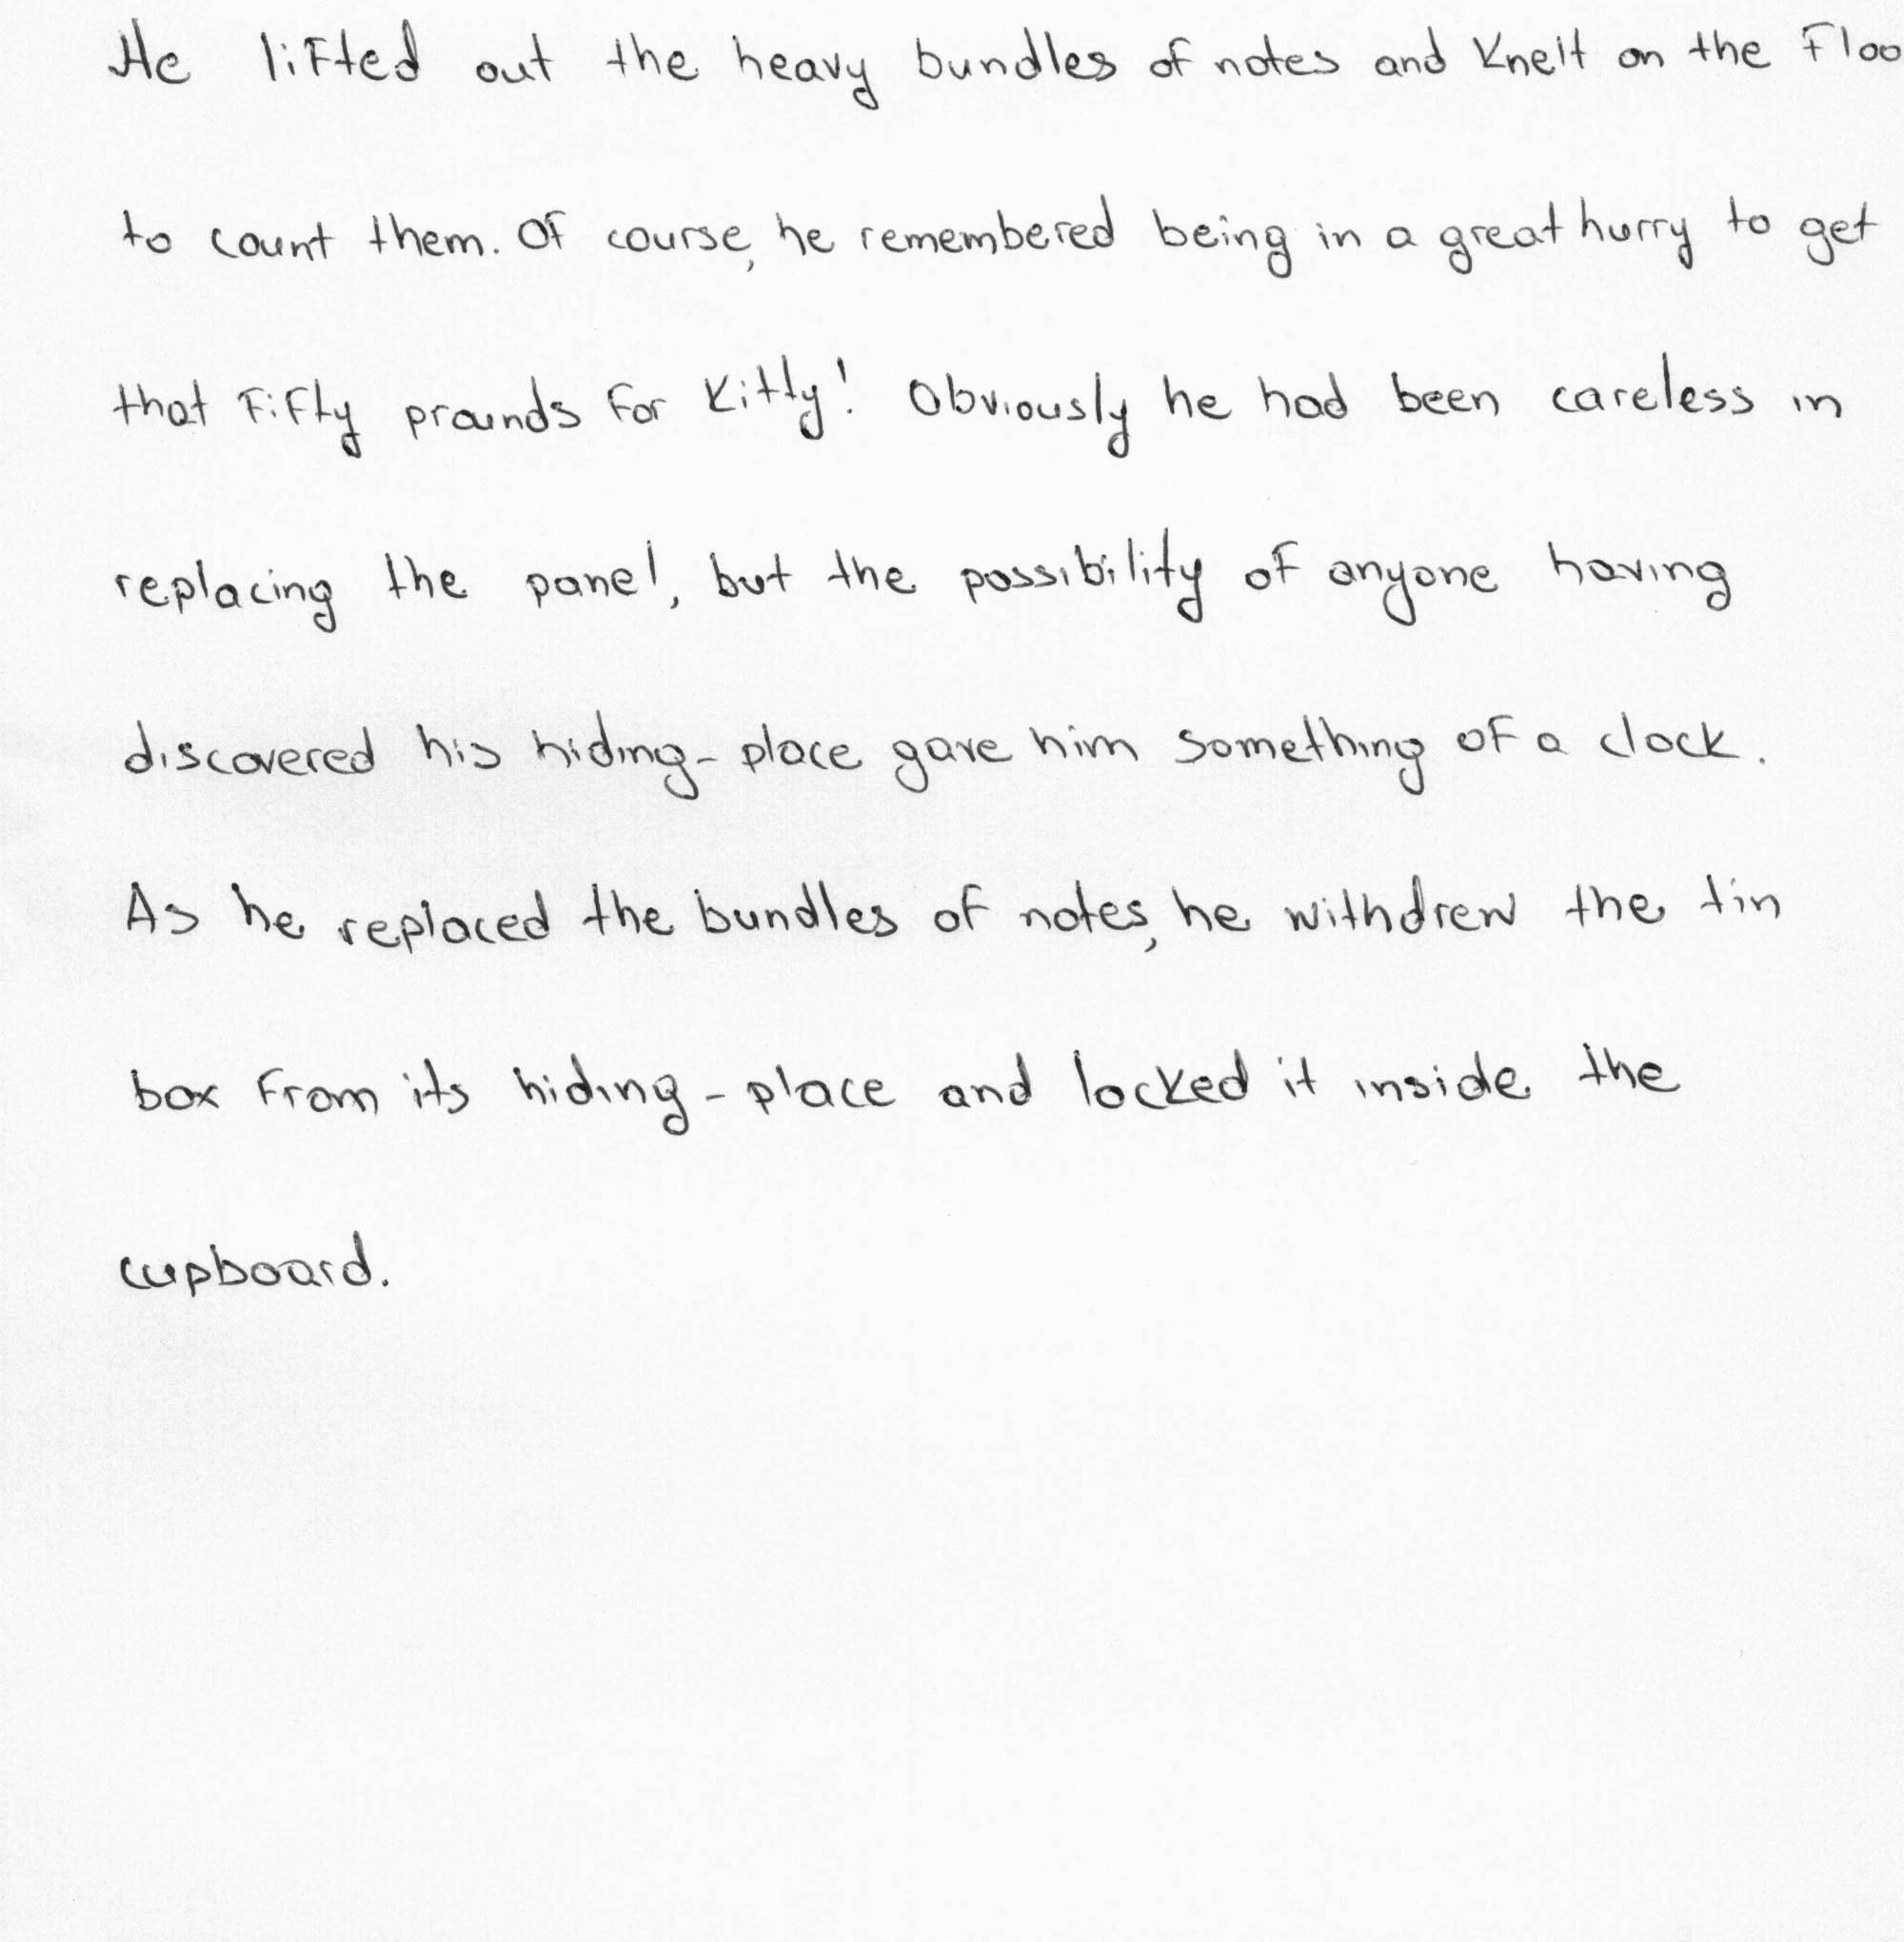 He lifted out the heavy bundles of notes and knelt on the floo
to count them. Of course, he remembered being in a great hurry to get
that fifty prounds for Kitty! Obviously he had been careless in
replacing the panel, but the possibility of anyone having
discovered his hiding-place gave him something of a clock.
As he replaced the bundles of notes, he withdrew the tin
box from its hiding-place and locked it inside the
cupboard.